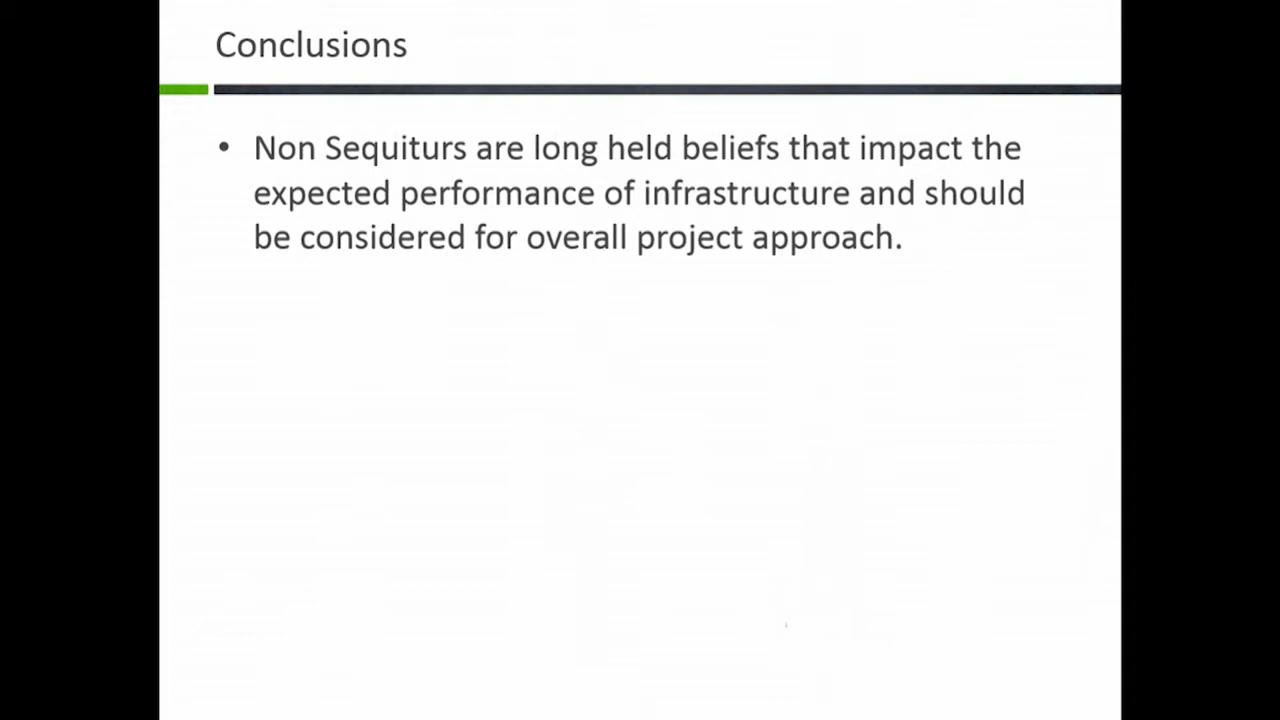 Conclusions
• Non Sequiturs are long held beliefs that impact the
expected performance of infrastructure and should
be considered for overall project approach.